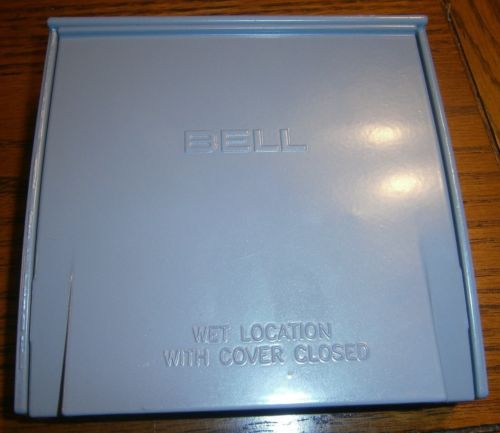 BELL
WET LOCATION
WITH COVER CLOSED